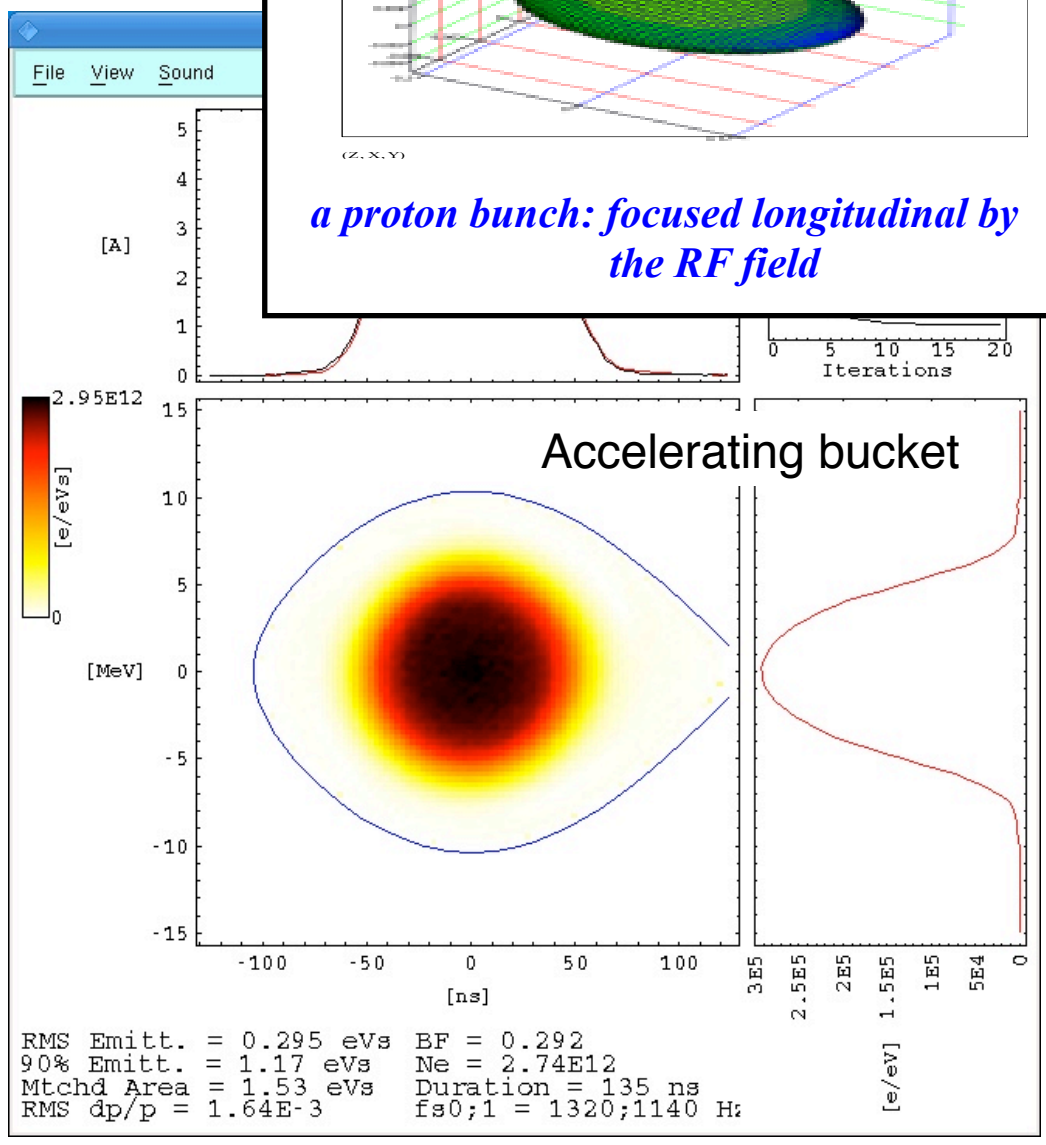 File View Sound
(Z, X, Y)
a proton bunch: focused longitudinal by
the RF field
5
4
3
2
1
0
[A]
0 5 10 15 20
Iterations
2.95E12
[e/eVs]
0
Accelerating bucket
15
10
5
0
-5
-10
-15
[MeV]
-100 -50 0 50 100
[ns]
3E5 2.5E5 2E5 1.5E5 1E5 5E4 0
[e/eV]
RMS Emitt. = 0.295 eVs BF = 0.292
90% Emitt. = 1.17 eVs Ne = 2.74E12
Mtchd Area = 1.53 eVs Duration = 135 ns
RMS dp/p = 1.64E-3 fs0;1 = 1320;1140